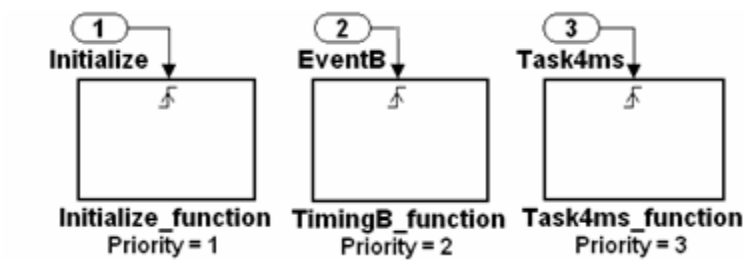 1 2 3
Initialize EventB Task4ms
Initialize_function TimingB_function Task4ms_function
Priority = 1 Priority = 2 Priority = 3